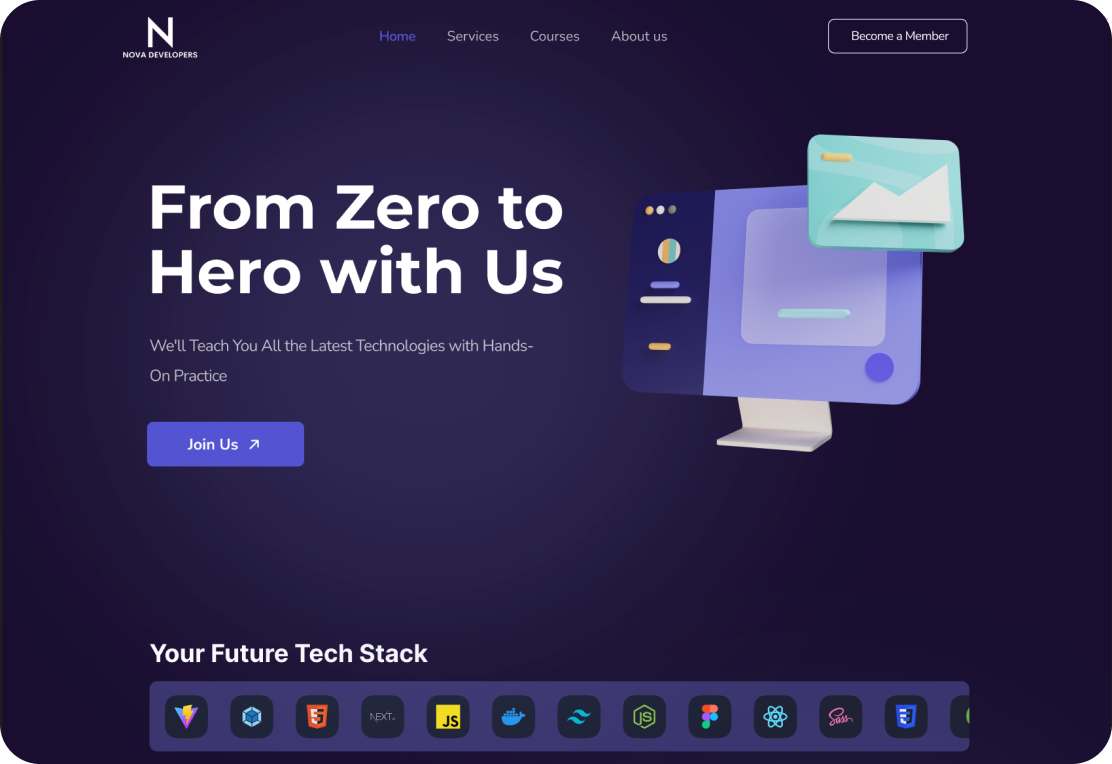 N
NOVA DEVELOPERS
Home Services Courses About us
Become a Member
From Zero to
Hero with Us
We'll Teach You All the Latest Technologies with Hands-
On Practice
Join Us
Your Future Tech Stack
5 NEXT.JS JS JS Sass 3